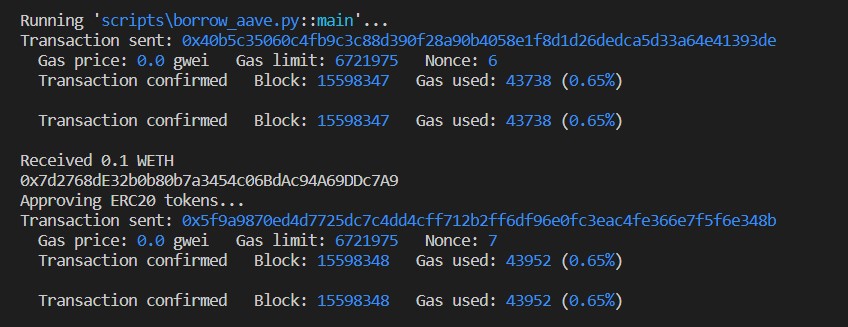 Running 'scripts\borrow_aave.py::main'...
Transaction sent: 0x40b5c35060c4fb9c3c88d390f28a90b4058e1f8d1d26dedca5d33a64e41393de
Gas price: 0.0 gwei   Gas limit: 6721975   Nonce: 6
Transaction confirmed   Block: 15598347   Gas used: 43738 (0.65%)
Transaction confirmed   Block: 15598347   Gas used: 43738 (0.65%)
Received 0.1 WETH
0x7d2768dE32b0b80b7a3454c06BdAc94A69DDc7A9
Approving ERC20 tokens...
Transaction sent: 0x5f9a9870ed4d7725dc7c4dd4cff712b2ff6df96e0fc3eac4fe366e7f5f6e348b
Gas price: 0.0 gwei   Gas limit: 6721975   Nonce: 7
Transaction confirmed   Block: 15598348   Gas used: 43952 (0.65%)
Transaction confirmed   Block: 15598348   Gas used: 43952 (0.65%)